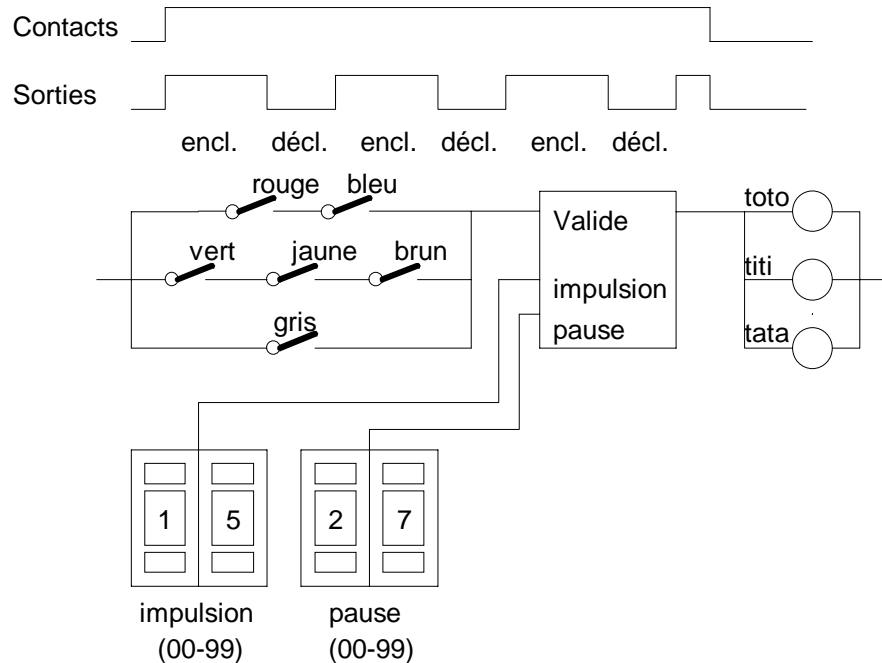 Contacts
Sorties
encl. décl. encl. décl. encl. décl.
rouge bleu
toto
Valide
vert jaune brun
titi
impulsion
gris
pause
tata
1 5 2 7
impulsion pause
(00-99) (00-99)